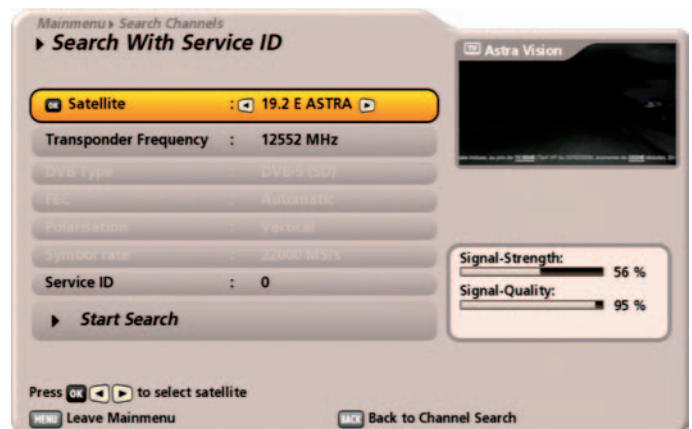 Mainmenu ▸ Search Channels
▸ Search With Service ID
TV Astra Vision
OK Satellite : ◀ 19.2 E ASTRA ▶
Transponder Frequency : 12552 MHz
DVB Type : DVB-S (SD)
FEC : Automatic
Polarisation : Vertical
Symbol rate : 22000 MS/s
Service ID : 0
▸ Start Search
Signal-Strength:
56 %
Signal-Quality:
95 %
Press OK ◀ ▶ to select satellite
MENU Leave Mainmenu
BACK Back to Channel Search